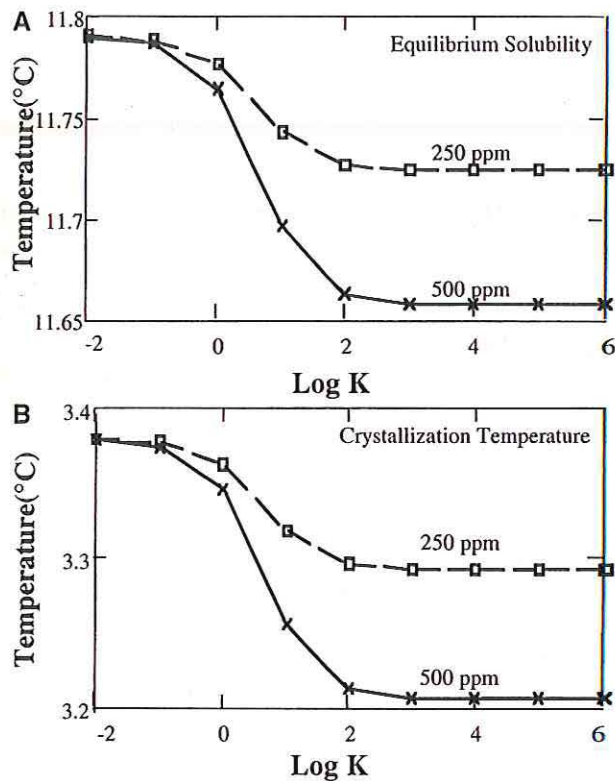 A
11.8
Equilibrium Solubility
11.75
250 ppm
Temperature(°C)
11.7
500 ppm
11.65
-2 0 2 4 6
Log K
B
3.4
Crystallization Temperature
250 ppm
Temperature(°C)
3.3
500 ppm
3.2
-2 0 2 4 6
Log K